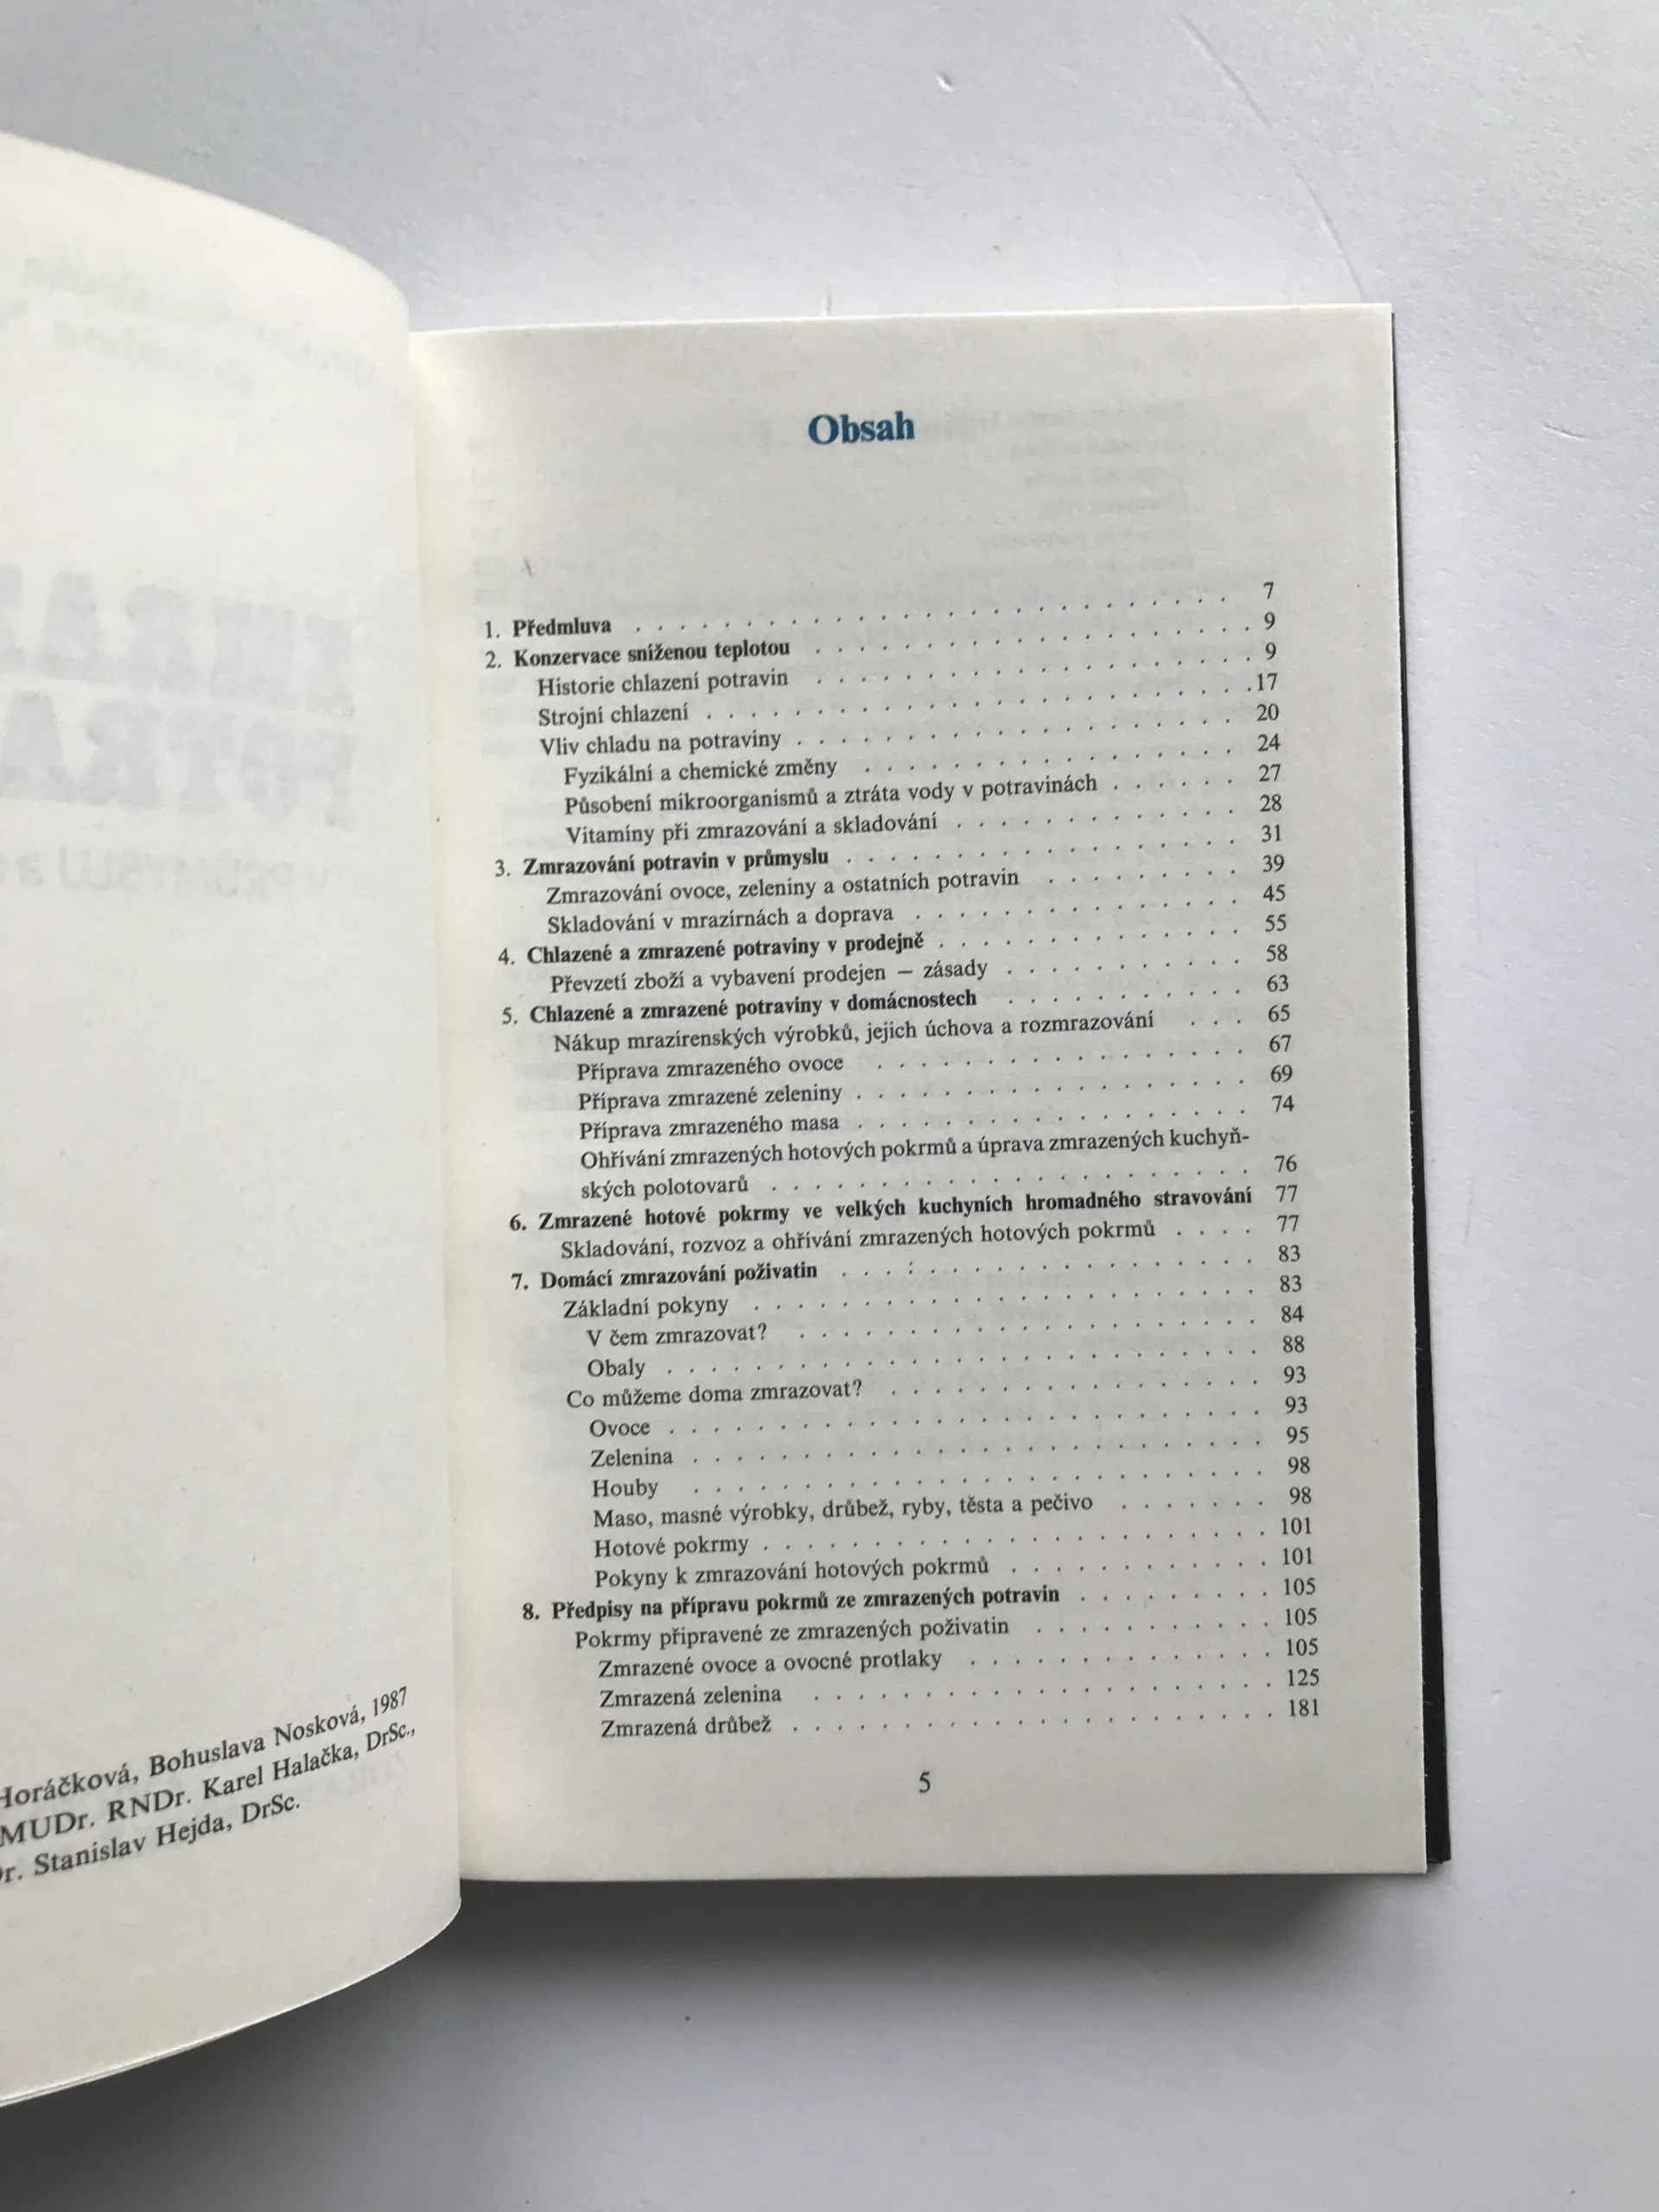 Horáčková, Bohuslava Nosková, 1987
MUDr. RNDr. Karel Halačka, DrSc.,
Stanislav Hejda, DrSc.
Obsah
1. Předmluva . . . . . . . . . . . . . . . . . . . . 7
2. Konzervace sníženou teplotou . . . . . . . . . . . . . . . 9
Historie chlazení potravin . . . . . . . . . . . . . . . 9
Strojní chlazení . . . . . . . . . . . . . . . . . . .17
Vliv chladu na potraviny . . . . . . . . . . . . . . . 20
Fyzikální a chemické změny . . . . . . . . . . . . . 24
Působení mikroorganismů a ztráta vody v potravinách . . . . . 27
Vitamíny při zmrazování a skladování . . . . . . . . . . 28
3. Zmrazování potravin v průmyslu . . . . . . . . . . . . . . 31
Zmrazování ovoce, zeleniny a ostatních potravin . . . . . . . 39
Skladování v mrazírnách a doprava . . . . . . . . . . . . 45
4. Chlazené a zmrazené potraviny v prodejně . . . . . . . . . . . 55
Převzetí zboží a vybavení prodejen — zásady . . . . . . . . . 58
5. Chlazené a zmrazené potraviny v domácnostech . . . . . . . . . 63
Nákup mrazírenských výrobků, jejich úchova a rozmrazování . . . 65
Příprava zmrazeného ovoce . . . . . . . . . . . . . 67
Příprava zmrazené zeleniny . . . . . . . . . . . . . . 69
Příprava zmrazeného masa . . . . . . . . . . . . . . 74
Ohřívání zmrazených hotových pokrmů a úprava zmrazených kuchyň-
ských polotovarů . . . . . . . . . . . . . . . . . 76
6. Zmrazené hotové pokrmy ve velkých kuchyních hromadného stravování 77
Skladování, rozvoz a ohřívání zmrazených hotových pokrmů . . . . 77
7. Domácí zmrazování poživatin . . . . . . . . . . . . . . . 83
Základní pokyny . . . . . . . . . . . . . . . . . . 83
V čem zmrazovat? . . . . . . . . . . . . . . . . . 84
Obaly . . . . . . . . . . . . . . . . . . . . . 88
Co můžeme doma zmrazovat? . . . . . . . . . . . . . . 93
Ovoce . . . . . . . . . . . . . . . . . . . . . 93
Zelenina . . . . . . . . . . . . . . . . . . . . 95
Houby . . . . . . . . . . . . . . . . . . . . 98
Maso, masné výrobky, drůbež, ryby, těsta a pečivo . . . . . . 98
Hotové pokrmy . . . . . . . . . . . . . . . . . . 101
Pokyny k zmrazování hotových pokrmů . . . . . . . . . . 101
8. Předpisy na přípravu pokrmů ze zmrazených potravin . . . . . . . 105
Pokrmy připravené ze zmrazených poživatin . . . . . . . . . 105
Zmrazené ovoce a ovocné protlaky . . . . . . . . . . . 105
Zmrazená zelenina . . . . . . . . . . . . . . . . 125
Zmrazená drůbež . . . . . . . . . . . . . . . . . 181
5